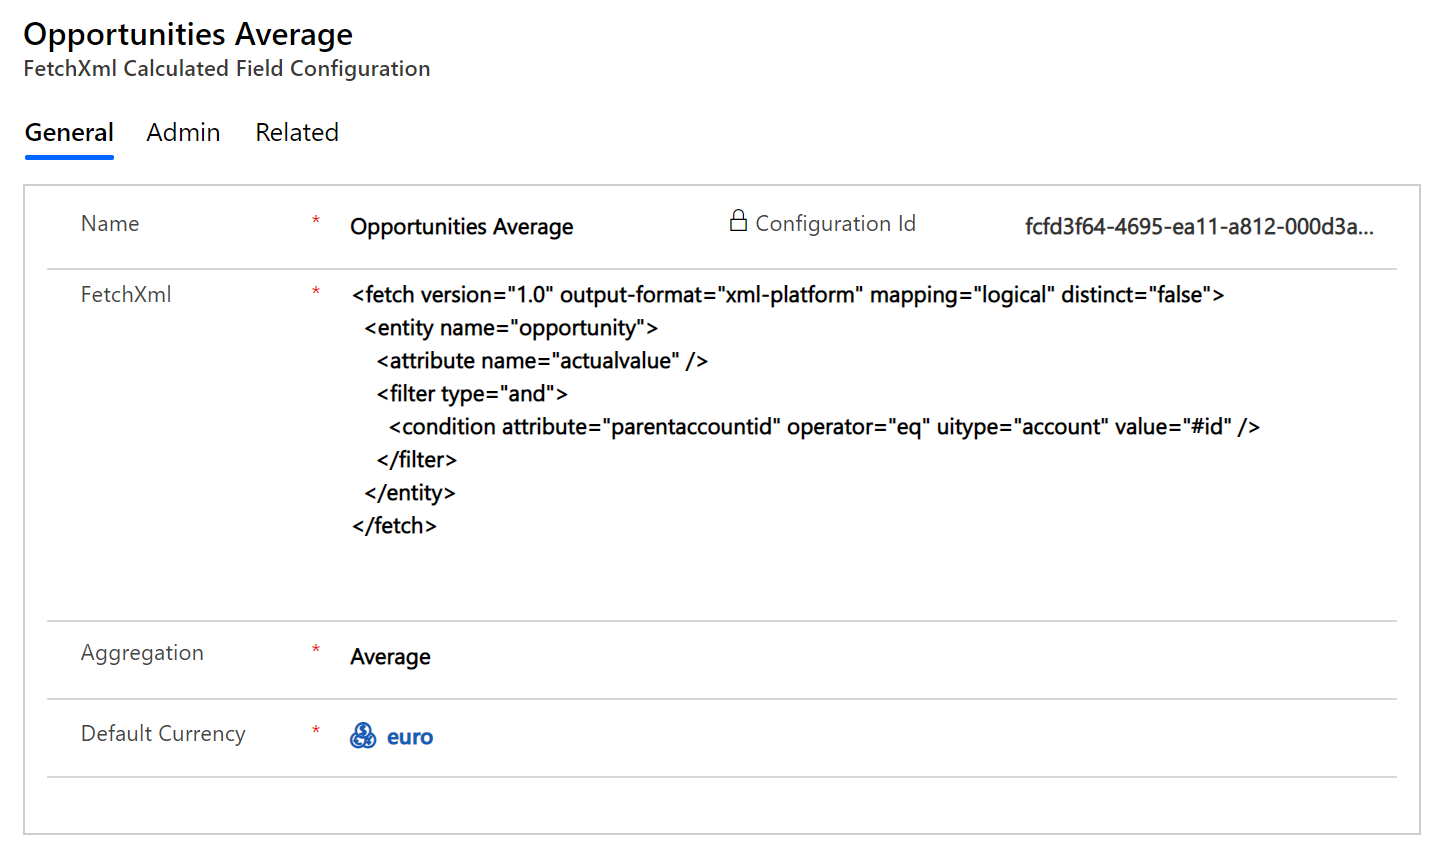 Opportunities Average
FetchXml Calculated Field Configuration
General Admin Related
Name * Opportunities Average Configuration Id fcfd3f64-4695-ea11-a812-000d3a...
FetchXml * <fetch version="1.0" output-format="xml-platform" mapping="logical" distinct="false">
<entity name="opportunity">
<attribute name="actualvalue" />
<filter type="and">
<condition attribute="parentaccountid" operator="eq" uitype="account" value="#id" />
</filter>
</entity>
</fetch>
Aggregation * Average
Default Currency * euro